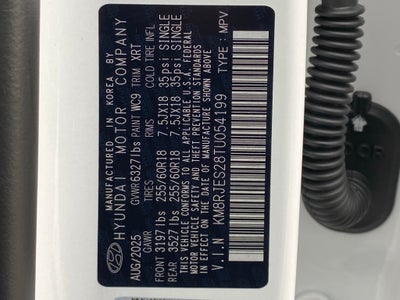 MANUFACTURED IN KOREA BY
HYUNDAI MOTOR COMPANY
AUG/2025 GVWR6327lbs PAINT WC9 TRIM XRT
GAWR TIRES RIMS COLD TIRE INFL.
FRONT 3197lbs 255/60R18 7.5JX18 35psi SINGLE
REAR 3527lbs 255/60R18 7.5JX18 35psi SINGLE
THIS VEHICLE CONFORMS TO ALL APPLICABLE U.S.A. FEDERAL
MOTOR VEHICLE SAFETY AND THEFT PREVENTION STANDARDS
IN EFFECT ON THE DATE OF MANUFACTURE SHOWN ABOVE
V.I.N : KM8RJES28TU054199 TYPE : MPV